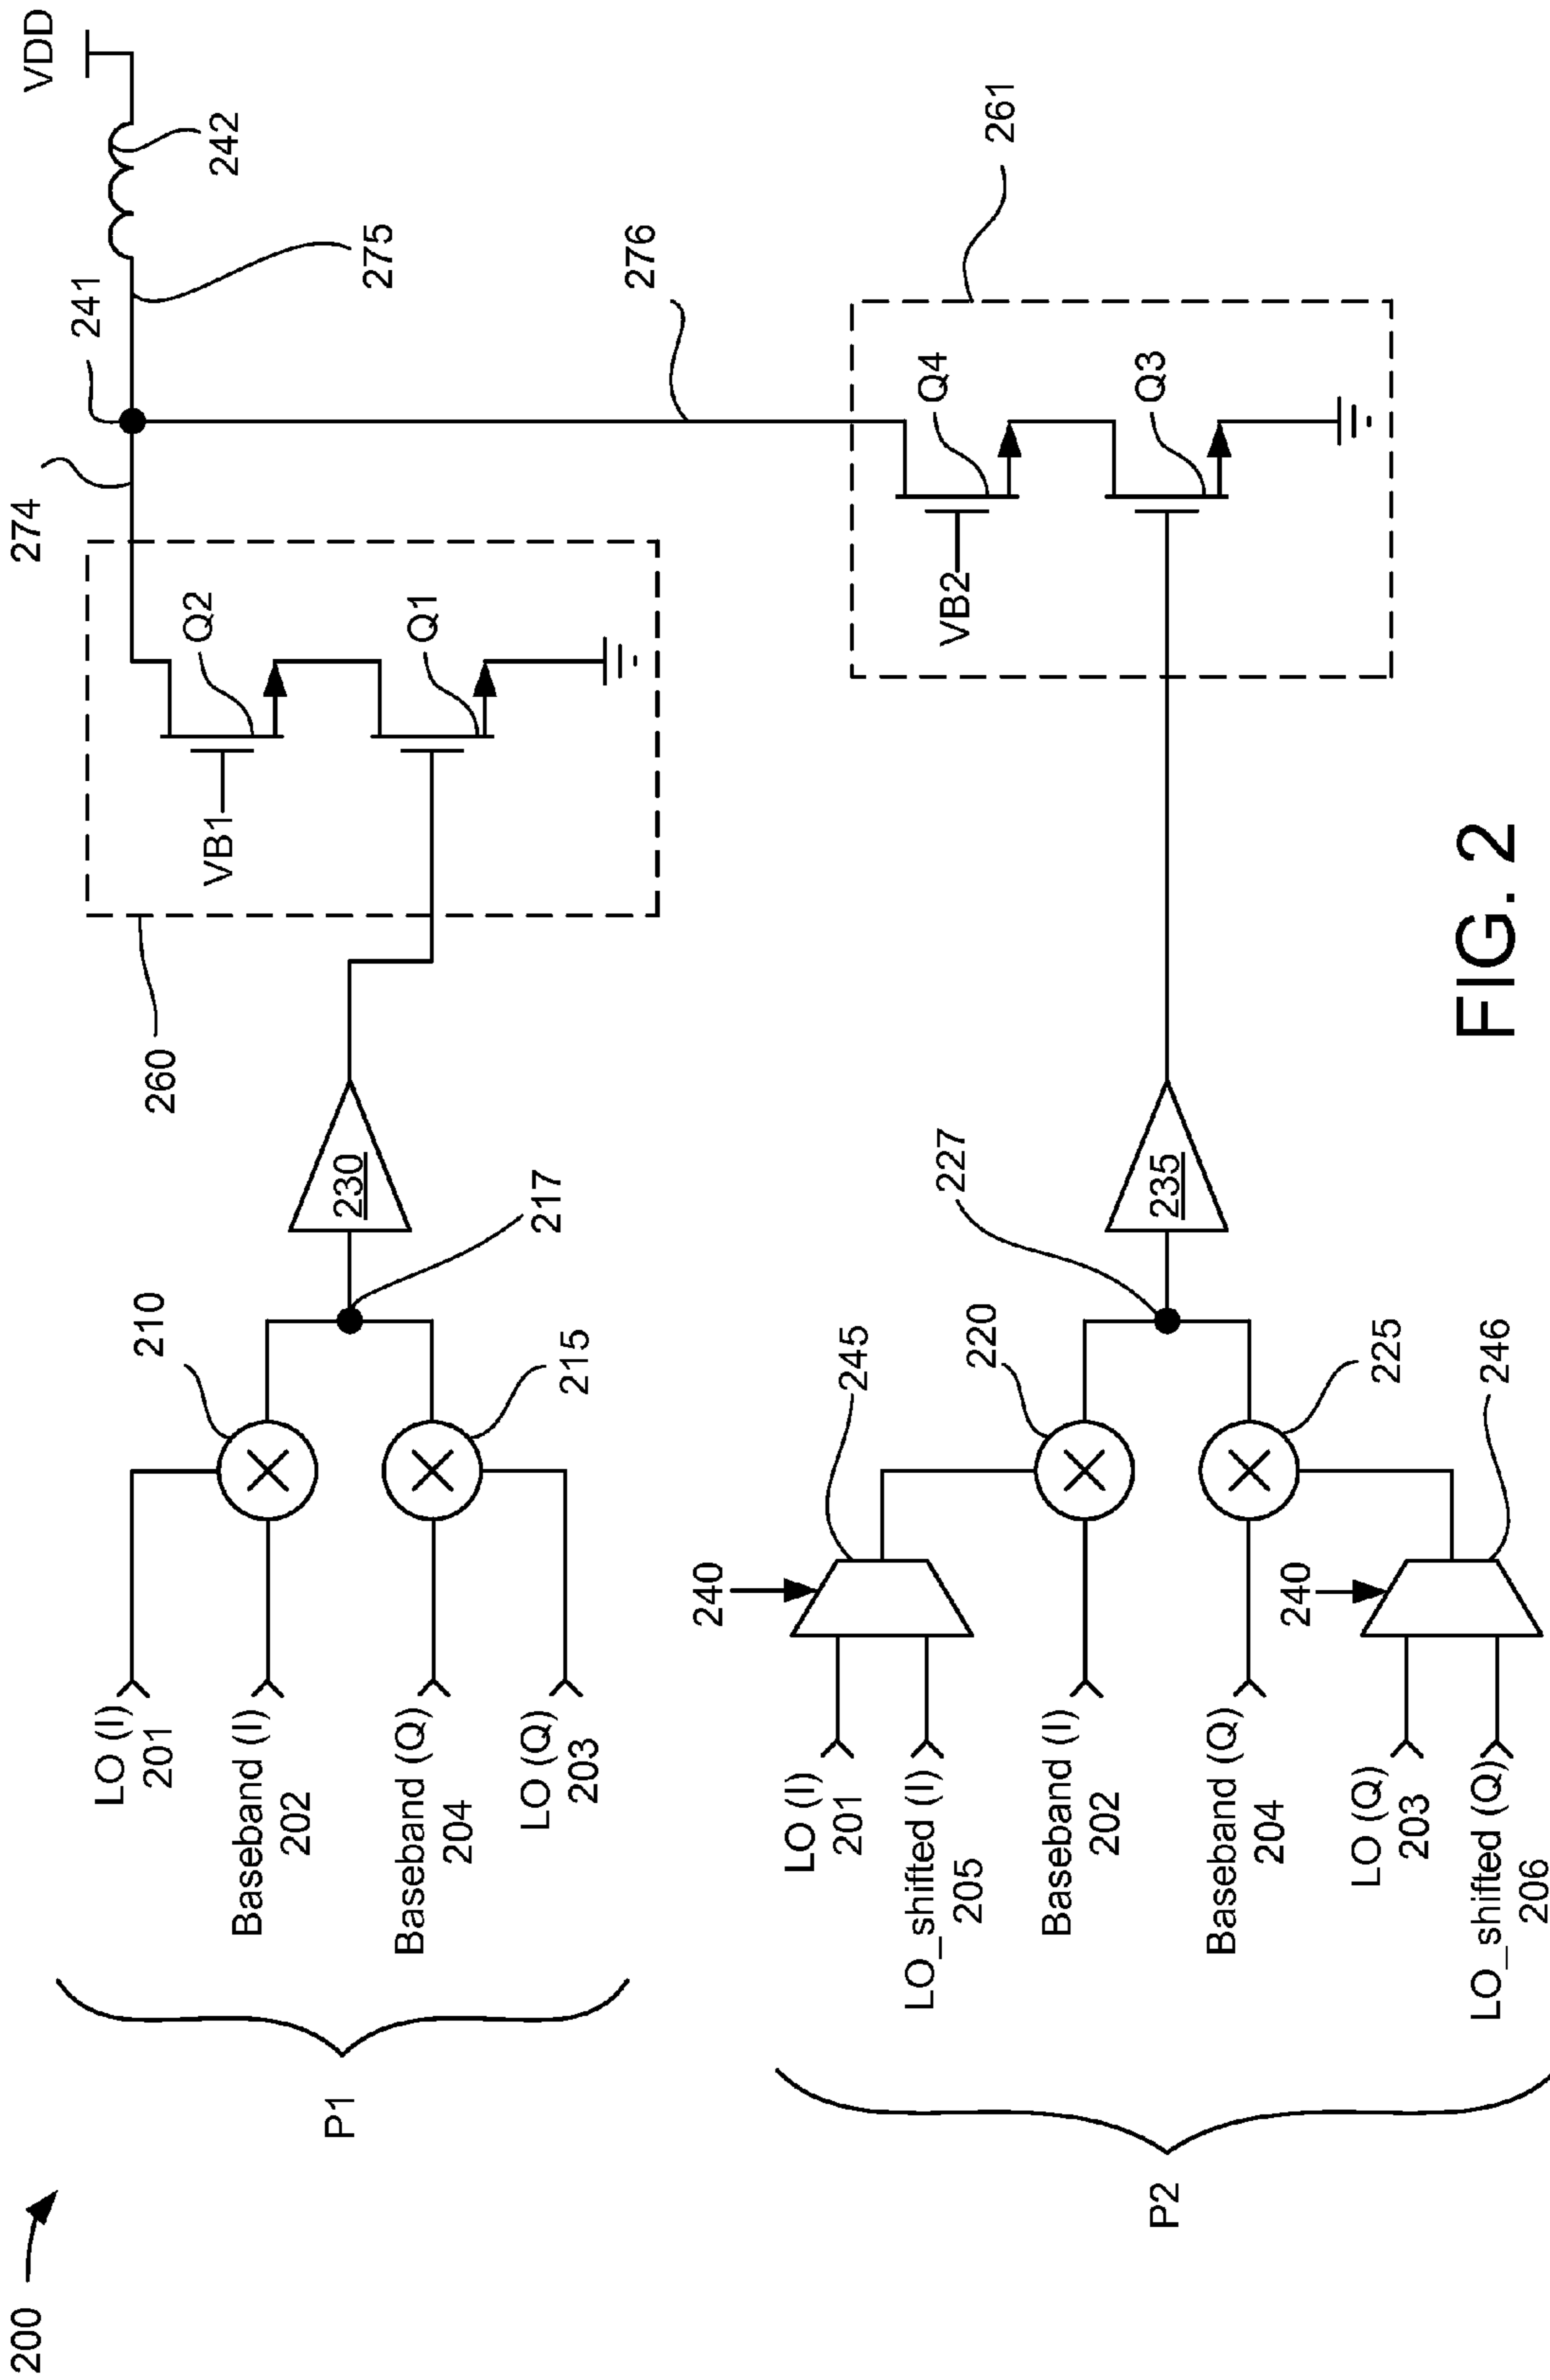 200
P1
LO (I)
201
Baseband (I)
202
Baseband (Q)
204
LO (Q)
203
210
215
217
230
260
VB1
Q2
Q1
274
241
275
242
VDD
276
P2
LO (I)
201
LO_shifted (I)
205
Baseband (I)
202
Baseband (Q)
204
LO (Q)
203
LO_shifted (Q)
206
240
240
245
246
220
225
227
235
VB2
Q4
Q3
261
FIG. 2